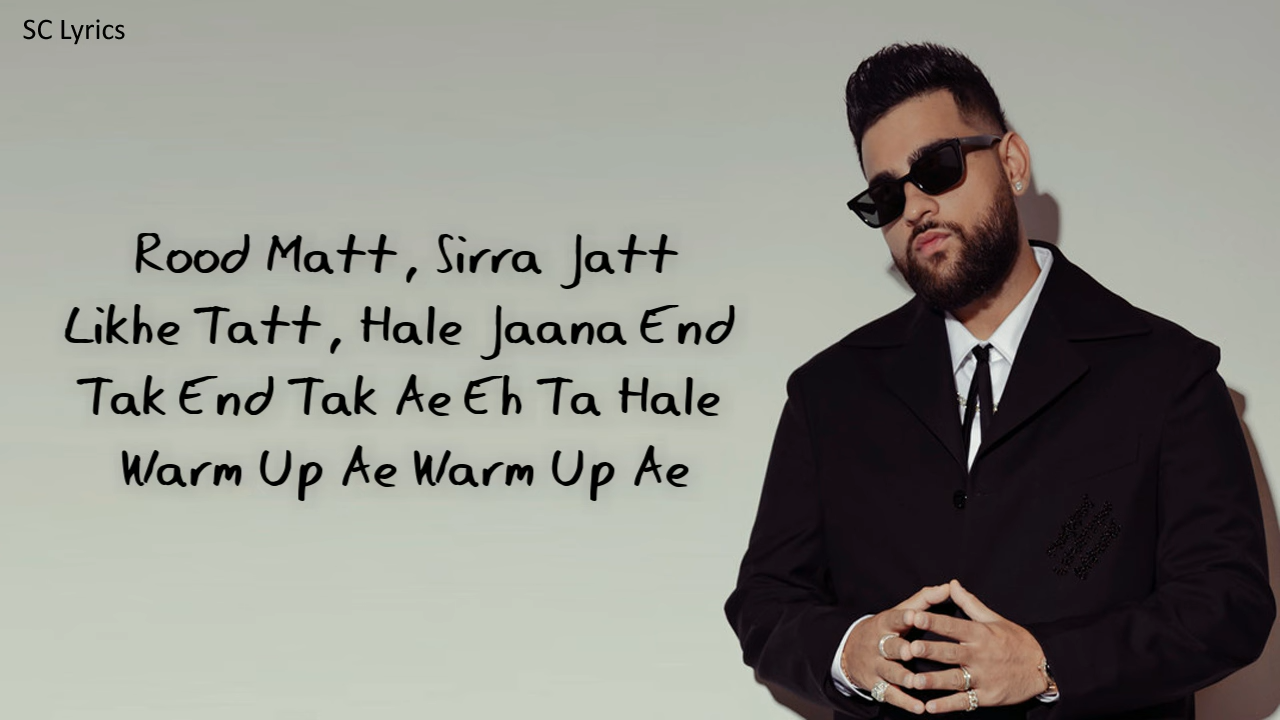 SC Lyrics
Rood Matt, Sirra Jatt
Likhe Tatt, Hale Jaana End
Tak End Tak Ae Eh Ta Hale
Warm Up Ae Warm Up Ae